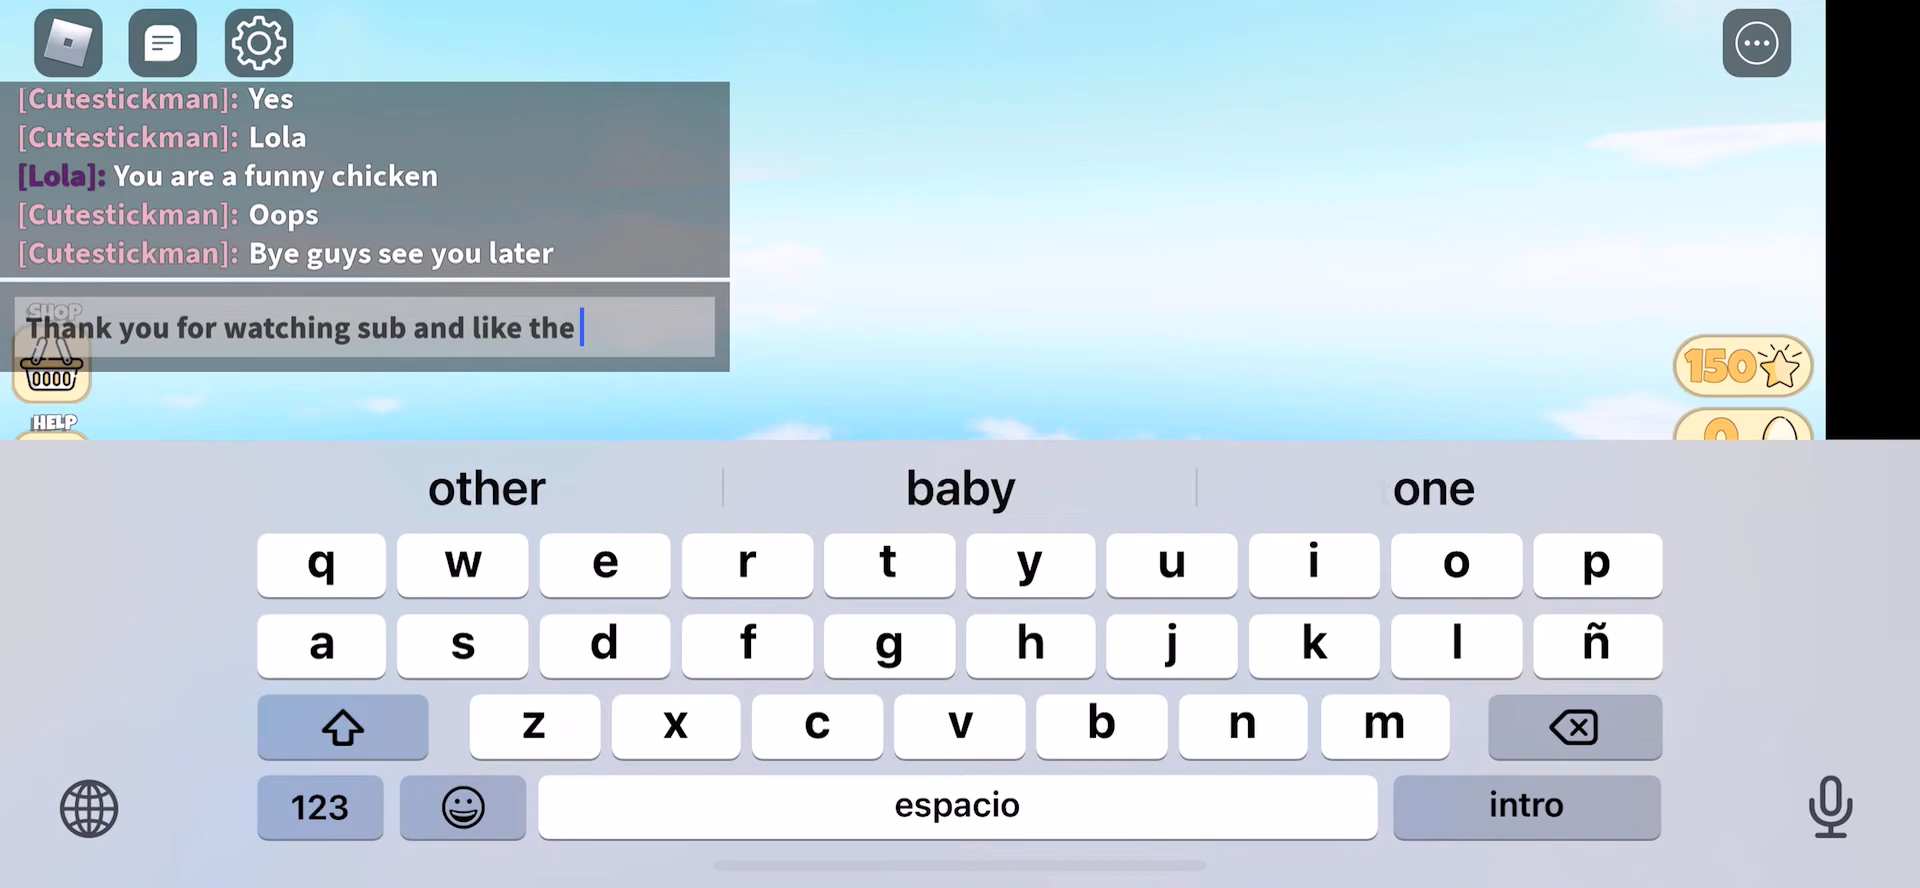 [Cutestickman]: Yes
[Cutestickman]: Lola
[Lola]: You are a funny chicken
[Cutestickman]: Oops
[Cutestickman]: Bye guys see you later
SHOP
Thank you for watching sub and like the
150
HELP
0
other baby one
q w e r t y u i o p
a s d f g h j k l ñ
z x c v b n m
123 espacio intro